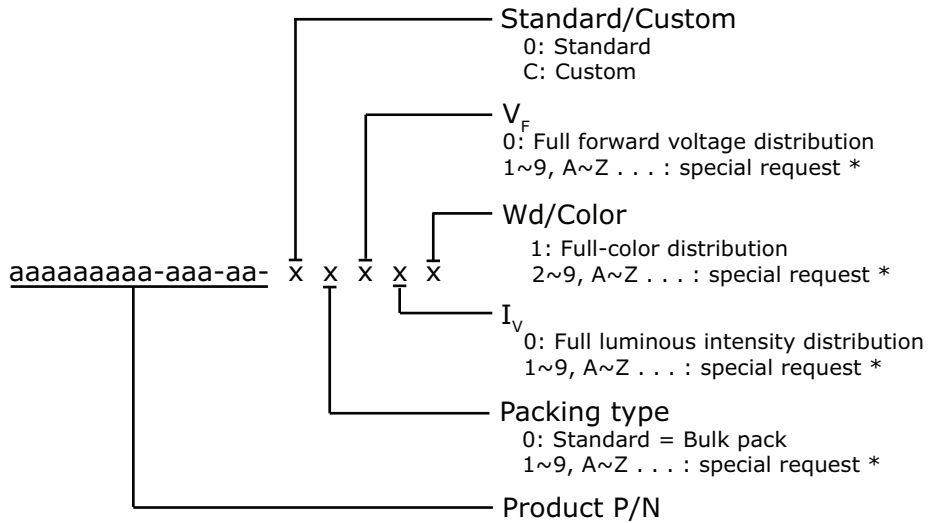 Standard/Custom
0: Standard
C: Custom
VF
0: Full forward voltage distribution
1~9, A~Z . . . : special request *
Wd/Color
1: Full-color distribution
2~9, A~Z . . . : special request *
aaaaaaaaa-aaa-aa- x x x x x
IV
0: Full luminous intensity distribution
1~9, A~Z . . . : special request *
Packing type
0: Standard = Bulk pack
1~9, A~Z . . . : special request *
Product P/N